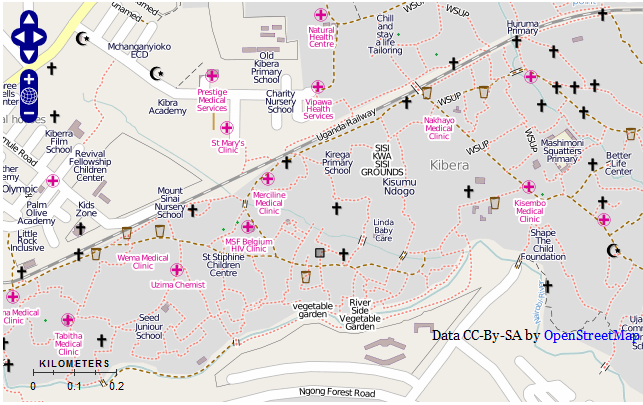 unnamed-
unnamed-
WSUP
WSUP
Mchanganyioko
ECD
Natural
Health
Centre
Chill
and
stay
a life
Tailoring
Huruma
Primary
Old
Kibera
Primary
School
Prestige
Medical
Services
Kibra
Academy
Charity
Nursery
School
Vipawa
Health
Services
WSUP
Uganda Railway
St Mary's
Clinic
Nakhayo
Medical
Clinic
WSUP
WSUP
Kiberra
Film
School
Revival
Fellowship
Children
Center
Kirega
Primary
School
SISI
KWA
SISI
GROUNDS
Kibera
Mashimoni
Squatters
Primary
Better
Life
Center
Olympic
Palm
Olive
Academy
Kids
Zone
Mount
Sinai
Nursery
School
Merciline
Medical
Clinic
Kisumu
Ndogo
Kisembo
Medical
Clinic
Little
Rock
Inclusive
MSF Belgium
HIV Clinic
Linda
Baby
Care
Shape
The
Child
Foundation
Wema Medical
Clinic
St Stiphine
Children
Centre
Uzima Chemist
Nairobi River
vegetable
garden
River
Side
Vegetable
Garden
Seed
Juniour
School
Tabitha
Medical
Clinic
Medical
Clinic
Data CC-By-SA by OpenStreetMap
KILOMETERS
0 0.1 0.2
Ngong Forest Road